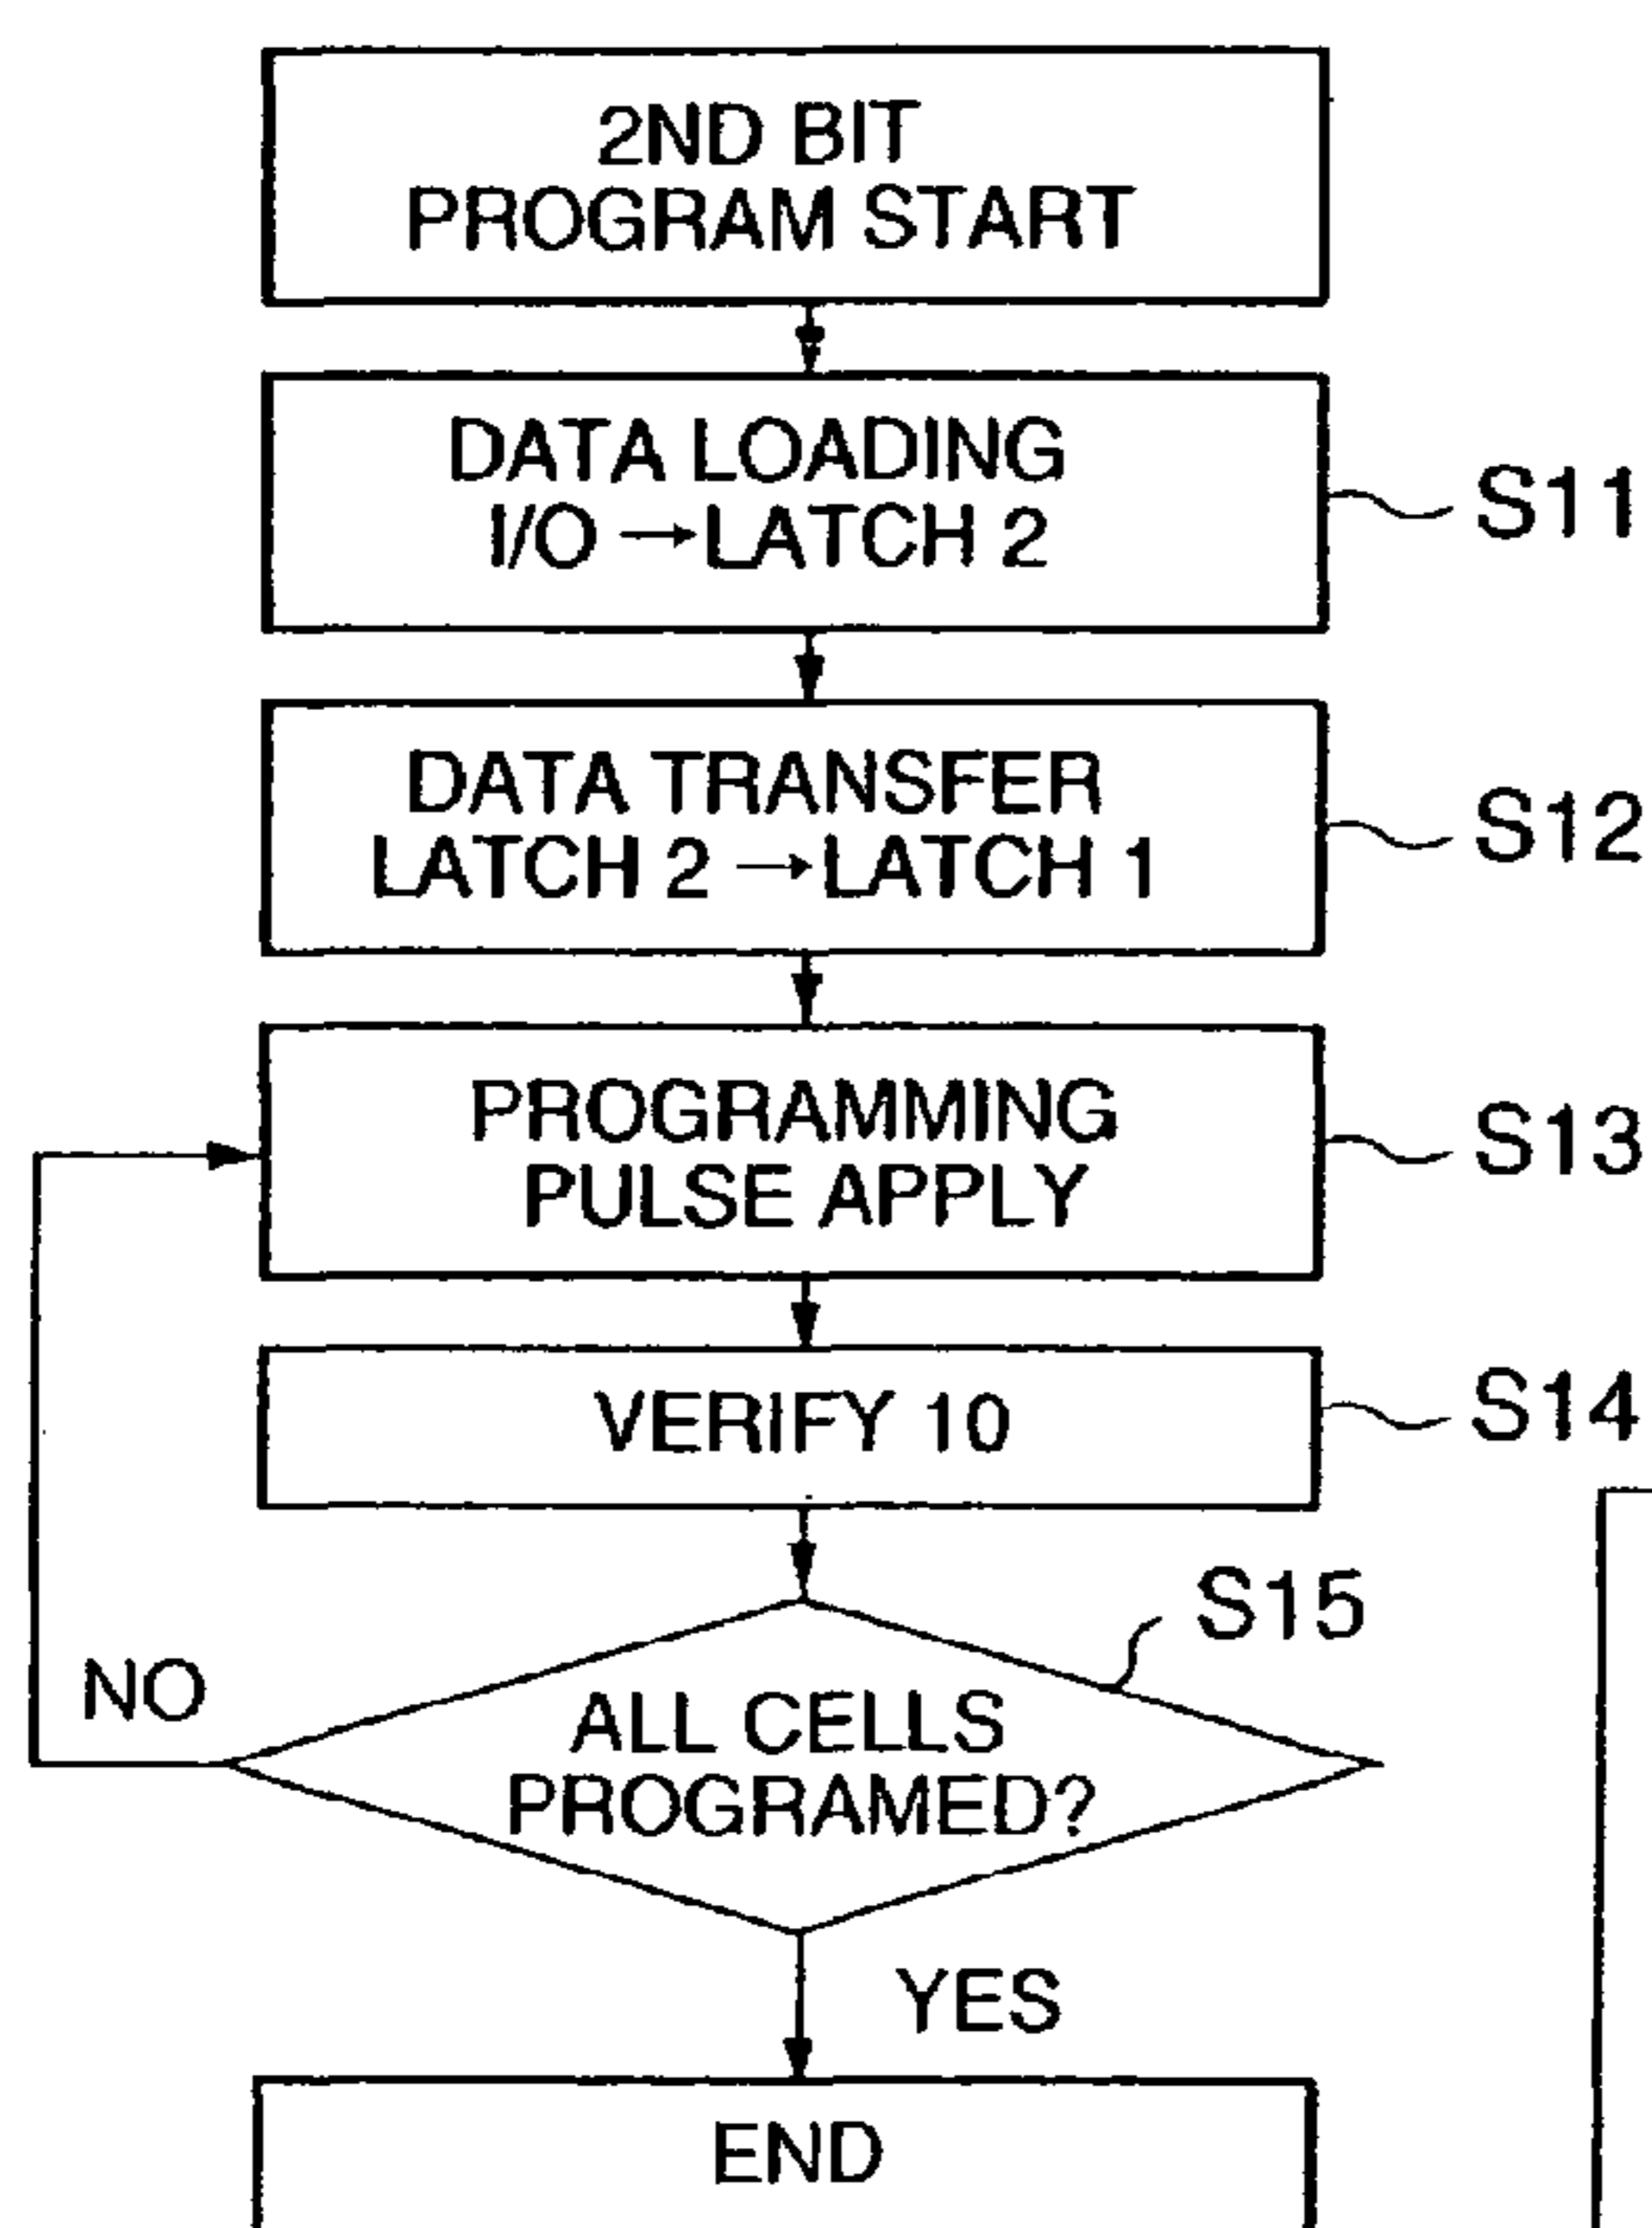 2ND BIT
PROGRAM START
DATA LOADING
I/O →LATCH 2
S11
DATA TRANSFER
LATCH 2 →LATCH 1
S12
PROGRAMMING
PULSE APPLY
S13
VERIFY 10
S14
S15
NO
ALL CELLS
PROGRAMED?
YES
END